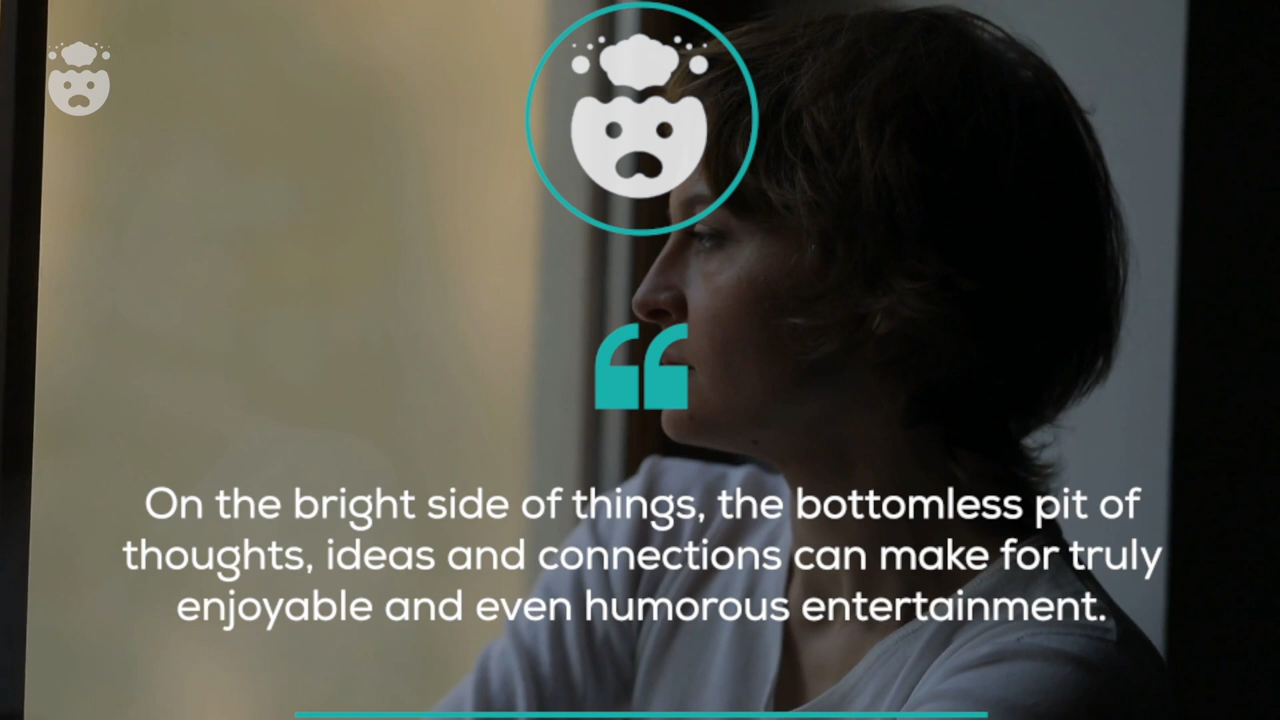 On the bright side of things, the bottomless pit of
thoughts, ideas and connections can make for truly
enjoyable and even humorous entertainment.